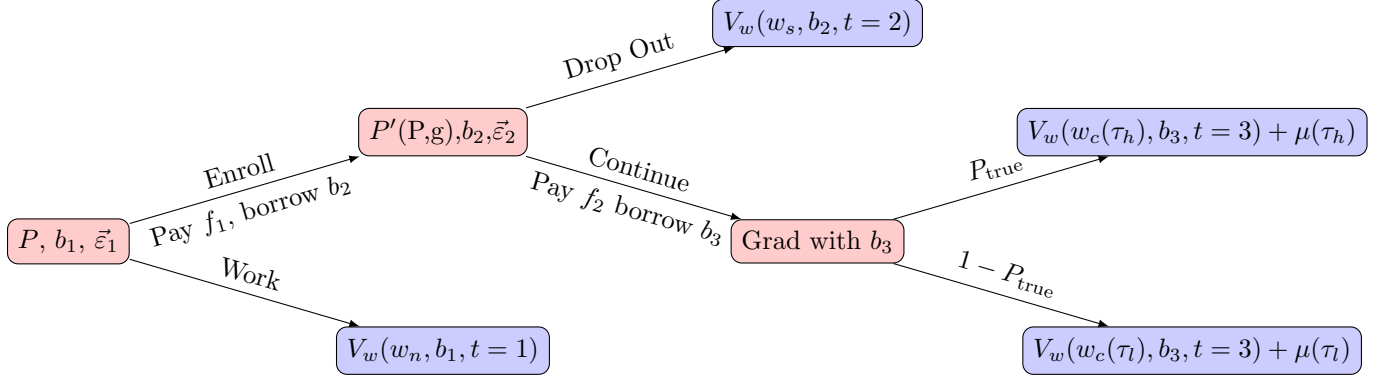 V_w(w_s, b_2, t = 2)
Drop Out
P′(P,g),b_2,ε⃗_2
V_w(w_c(τ_h), b_3, t = 3) + μ(τ_h)
Enroll
Continue
P_true
Pay f_1, borrow b_2
Pay f_2 borrow b_3
P, b_1, ε⃗_1
Grad with b_3
Work
1 − P_true
V_w(w_n, b_1, t = 1)
V_w(w_c(τ_l), b_3, t = 3) + μ(τ_l)